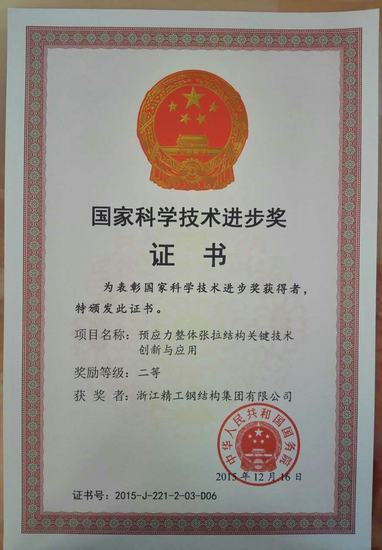 国家科学技术进步奖
证书
为表彰国家科学技术进步奖获得者，
特颁发此证书。
项目名称：预应力整体张拉结构关键技术
创新与应用
奖励等级：二等
获奖者：浙江精工钢结构集团有限公司
中华人民共和国国务院
2015年12月16日
证书号：2015-J-221-2-03-D06